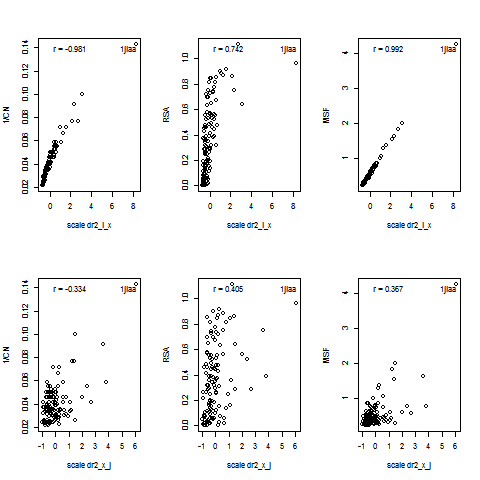 r = -0.981 1jlaa
1/CN
0.02 0.04 0.06 0.08 0.10 0.12 0.14
0 2 4 6 8
scale dr2_i_x
r = 0.742 1jlaa
RSA
0.0 0.2 0.4 0.6 0.8 1.0
0 2 4 6 8
scale dr2_i_x
r = 0.992 1jlaa
MSF
1 2 3 4
0 2 4 6 8
scale dr2_i_x
r = -0.334 1jlaa
1/CN
0.02 0.04 0.06 0.08 0.10 0.12 0.14
-1 0 1 2 3 4 5 6
scale dr2_x_j
r = 0.405 1jlaa
RSA
0.0 0.2 0.4 0.6 0.8 1.0
-1 0 1 2 3 4 5 6
scale dr2_x_j
r = 0.367 1jlaa
MSF
1 2 3 4
-1 0 1 2 3 4 5 6
scale dr2_x_j